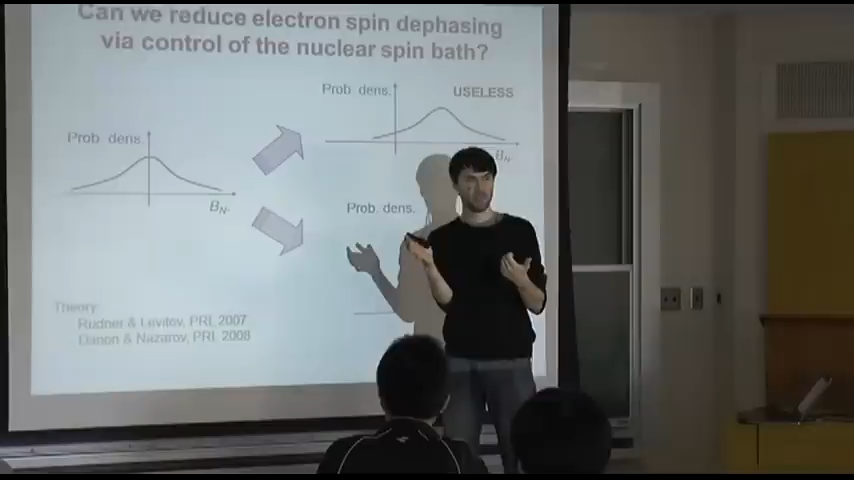 Can we reduce electron spin dephasing
via control of the nuclear spin bath?
Prob. dens.
USELESS
B_N
Prob. dens.
B_N
Prob. dens.
Theory:
Rudner & Levitov, PRL 2007
Danon & Nazarov, PRL 2008